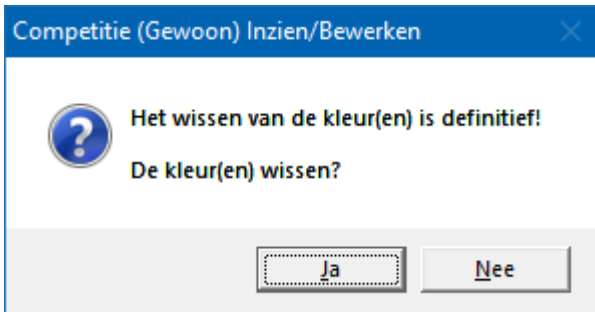 Competitie (Gewoon) Inzien/Bewerken
Het wissen van de kleur(en) is definitief!
De kleur(en) wissen?
Ja
Nee